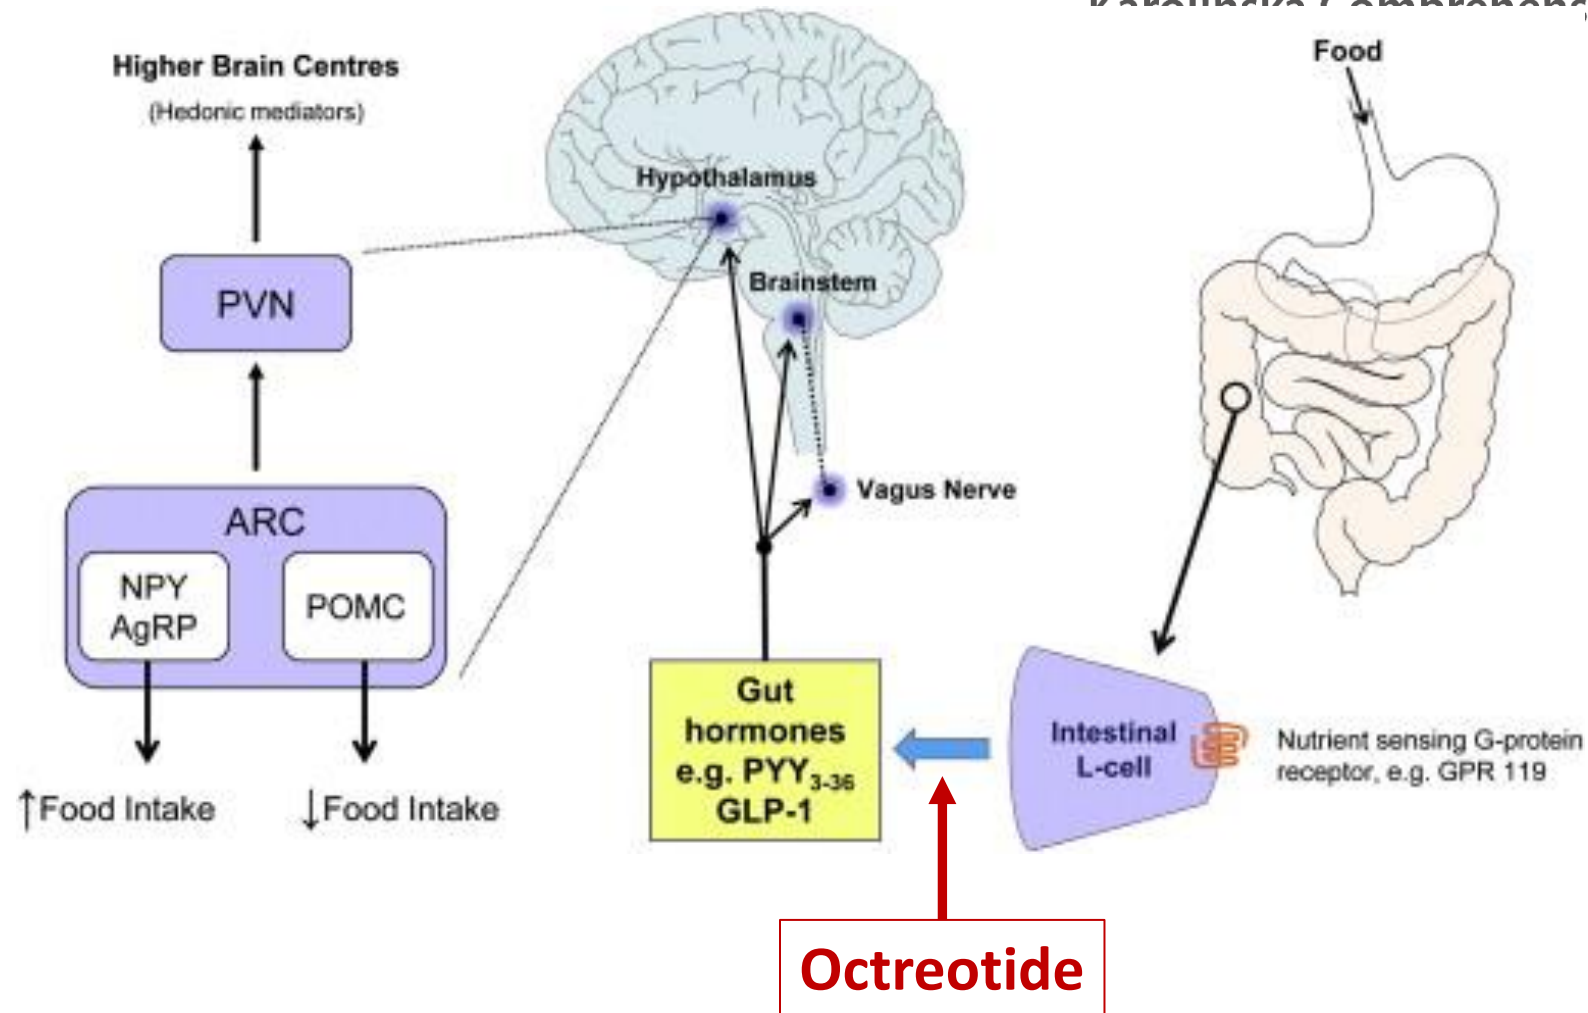 Food
Higher Brain Centres
(Hedonic mediators)
Hypothalamus
PVN
Brainstem
Vagus Nerve
ARC
NPY
AgRP
POMC
↑Food Intake
↓Food Intake
Gut
hormones
e.g. PYY3-36
GLP-1
Intestinal
L-cell
Nutrient sensing G-protein
receptor, e.g. GPR 119
Octreotide